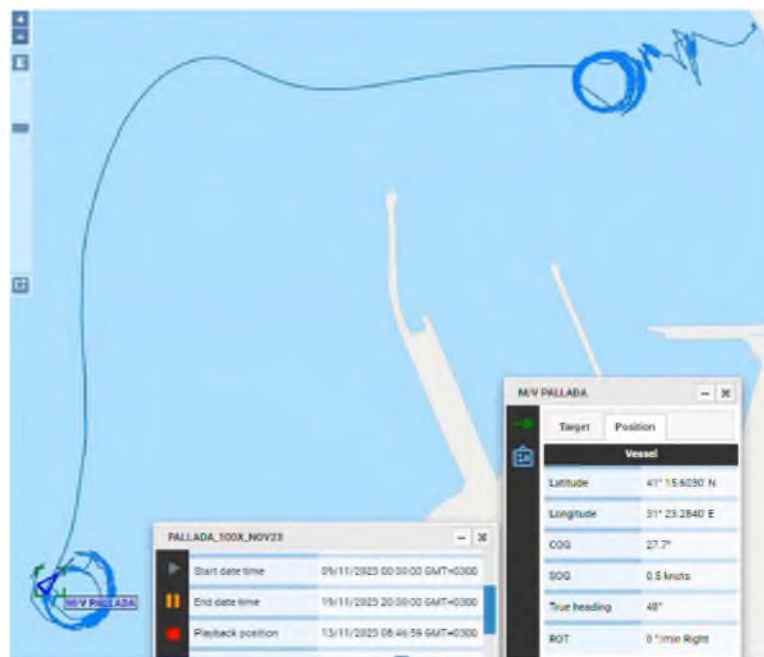 M/V PALLADA
Target Position
Vessel
Latitude 41° 15.6030' N
Longitude 31° 23.2840' E
COG 27.7°
SOG 0.5 knots
True heading 40°
ROT 0 °/min Right
PALLADA_100X_NOV23
Start date time 09/11/2023 00:00:00 GMT+0300
End date time 19/11/2023 20:00:00 GMT+0300
Playback position 13/11/2023 08:46:59 GMT+0300
M/V PALLADA